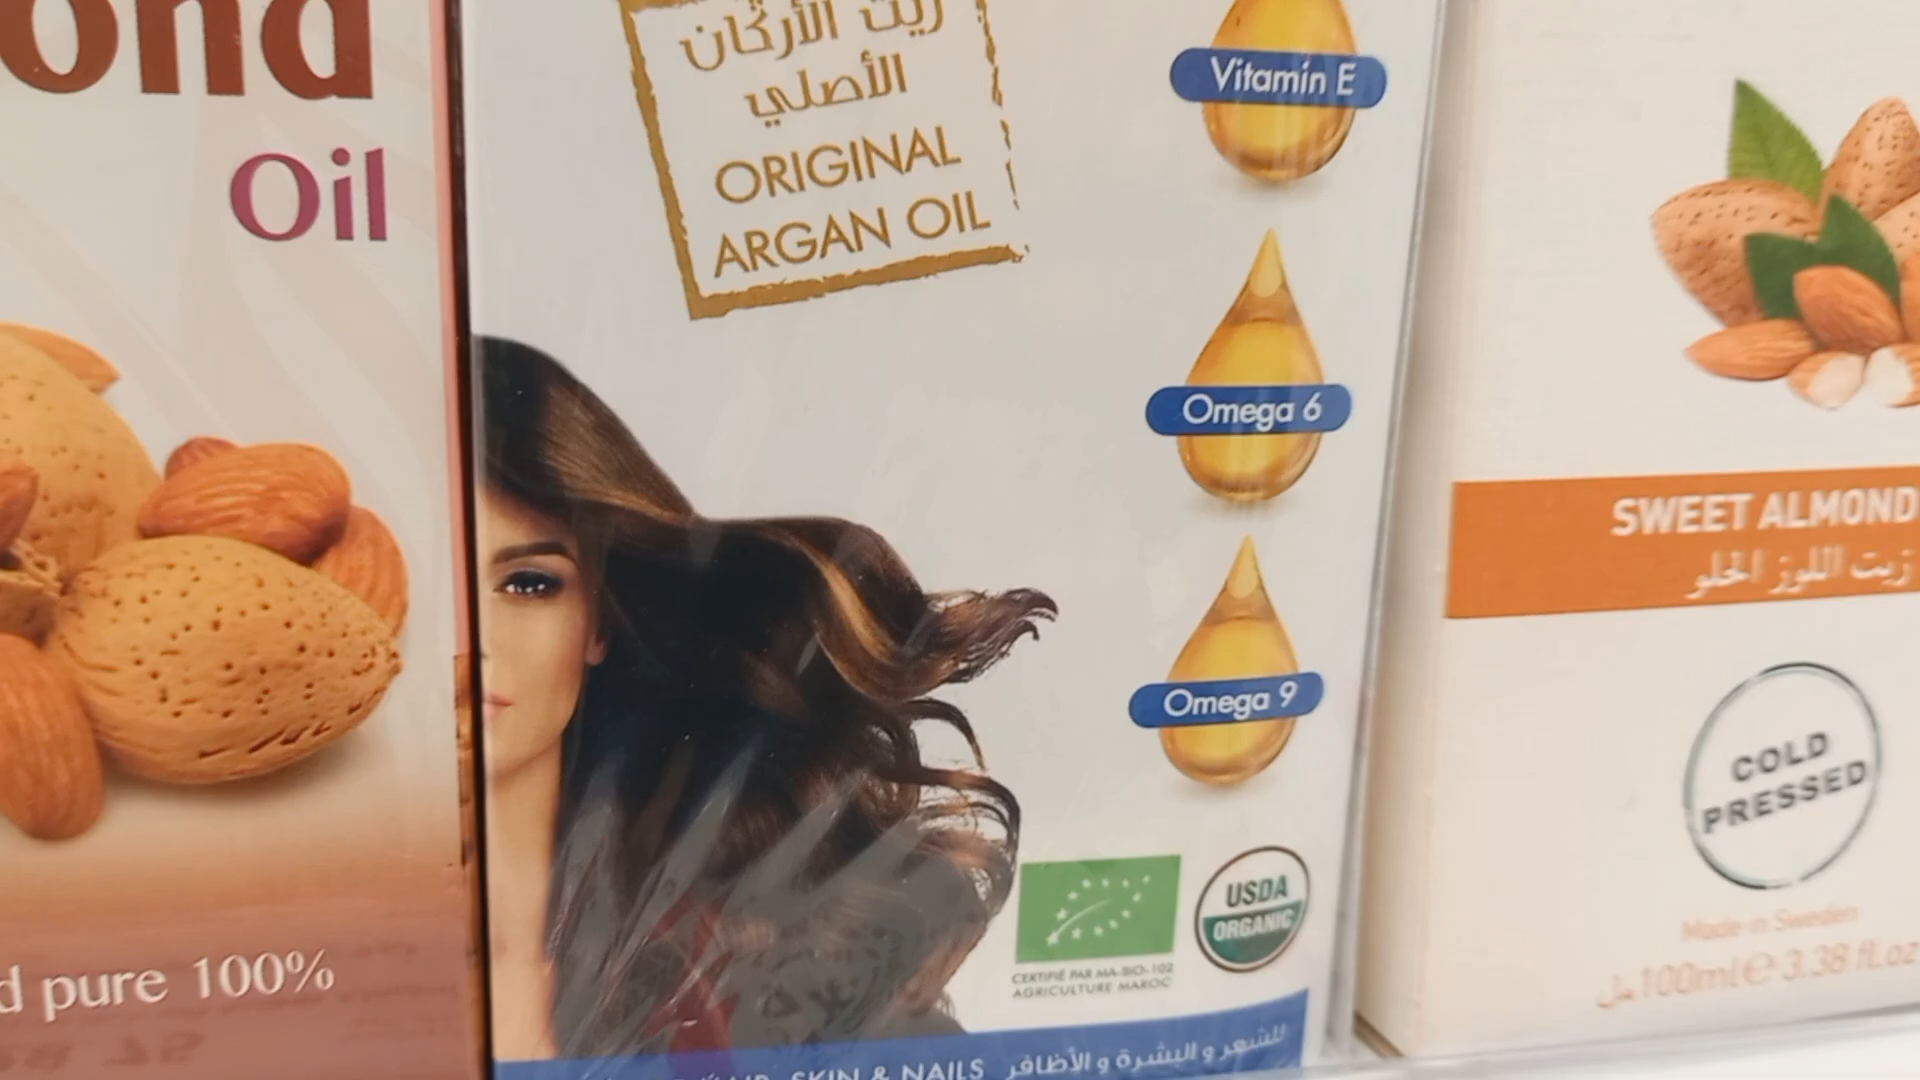 ond
Oil
d pure 100%
زيت الأركان
الأصلي
ORIGINAL
ARGAN OIL
Vitamin E
Omega 6
Omega 9
USDA
ORGANIC
CERTIFIÉ PAR MA-BIO-102
AGRICULTURE MAROC
SKIN & NAILS للشعر و البشرة و الأظافر
SWEET ALMOND
زيت اللوز الحلو
COLD
PRESSED
Made in Sweden
100ml e 3.38 fl.oz